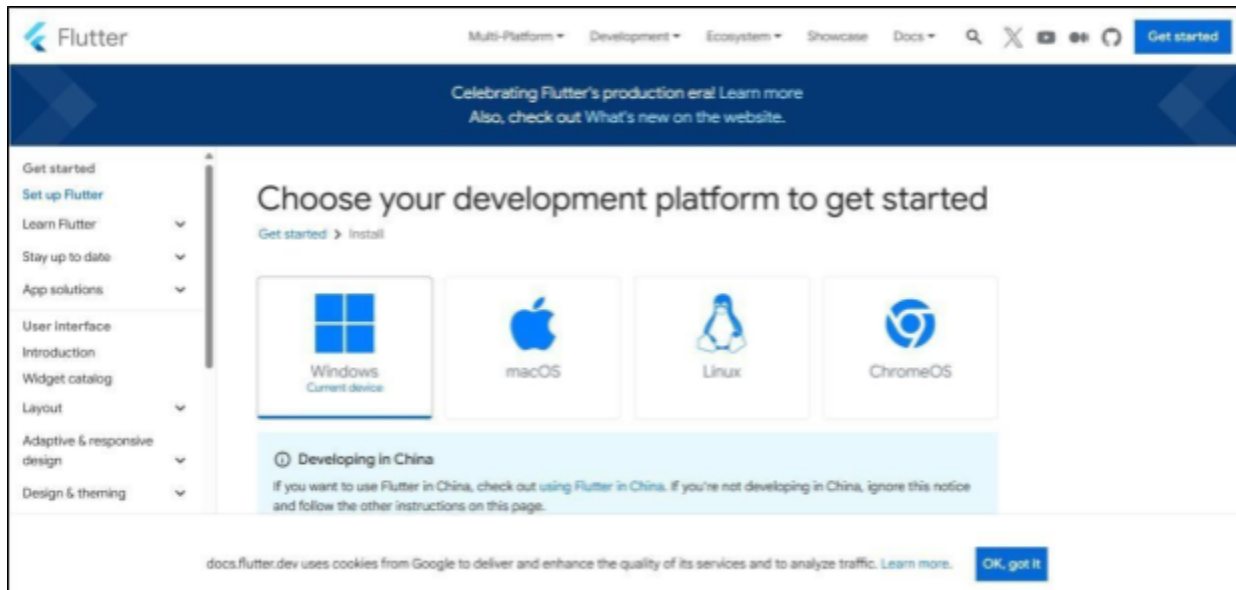 Flutter
Multi-Platform Development Ecosystem Showcase Docs Get started
Celebrating Flutter's production era! Learn more
Also, check out What's new on the website.
Get started
Set up Flutter
Learn Flutter
Stay up to date
App solutions
User interface
Introduction
Widget catalog
Layout
Adaptive & responsive
design
Design & theming
Choose your development platform to get started
Get started > Install
Windows
Current device
macOS
Linux
ChromeOS
Developing in China
If you want to use Flutter in China, check out using Flutter in China. If you're not developing in China, ignore this notice
and follow the other instructions on this page.
docs.flutter.dev uses cookies from Google to deliver and enhance the quality of its services and to analyze traffic. Learn more. OK, got it